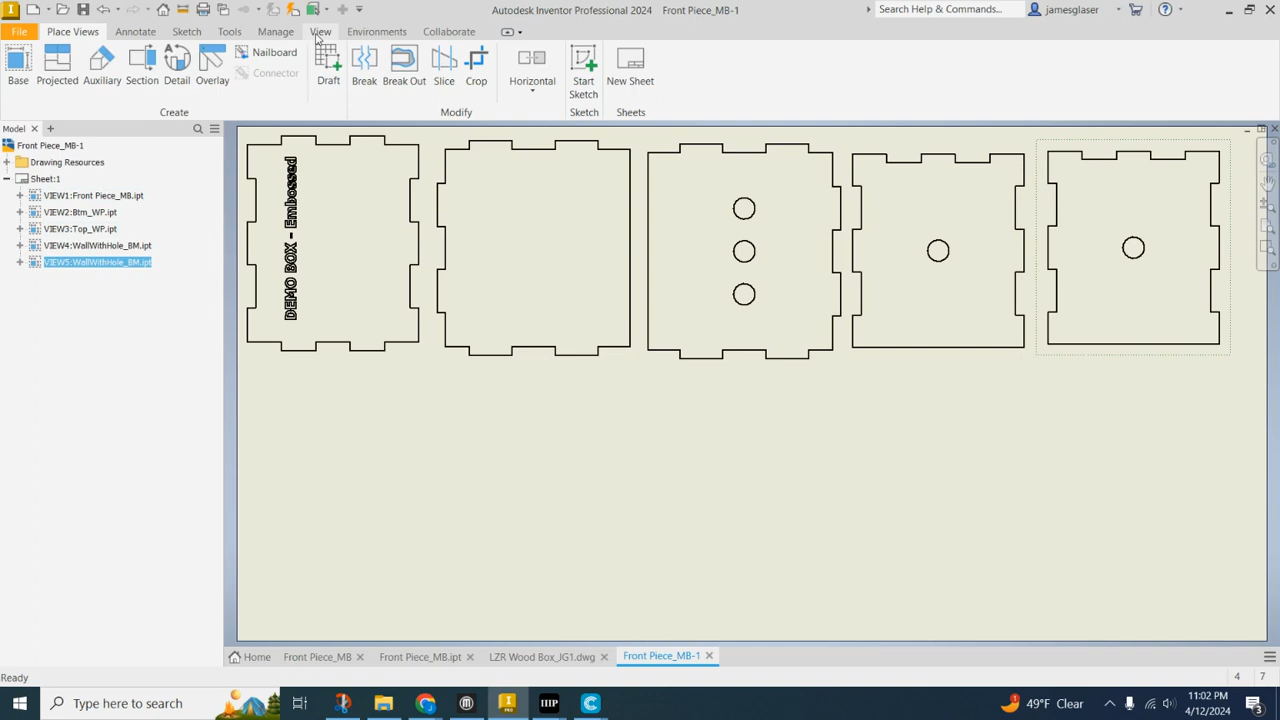 Autodesk Inventor Professional 2024 Front Piece_MB-1
Search Help & Commands...
jamesglaser
File
Place Views
Annotate
Sketch
Tools
Manage
View
Environments
Collaborate
Base
Projected
Auxiliary
Section
Detail
Overlay
Nailboard
Connector
Draft
Break
Break Out
Slice
Crop
Horizontal
Start
Sketch
New Sheet
Create
Modify
Sketch
Sheets
Model
Front Piece_MB-1
Drawing Resources
Sheet:1
VIEW1:Front Piece_MB.ipt
VIEW2:Btm_WP.ipt
VIEW3:Top_WP.ipt
VIEW4:WallWithHole_BM.ipt
VIEW5:WallWithHole_BM.ipt
DEMO BOX - Embossed
Home
Front Piece_MB
Front Piece_MB.ipt
LZR Wood Box_JG1.dwg
Front Piece_MB-1
Ready
4 7
Type here to search
49°F Clear
11:02 PM
4/12/2024
3